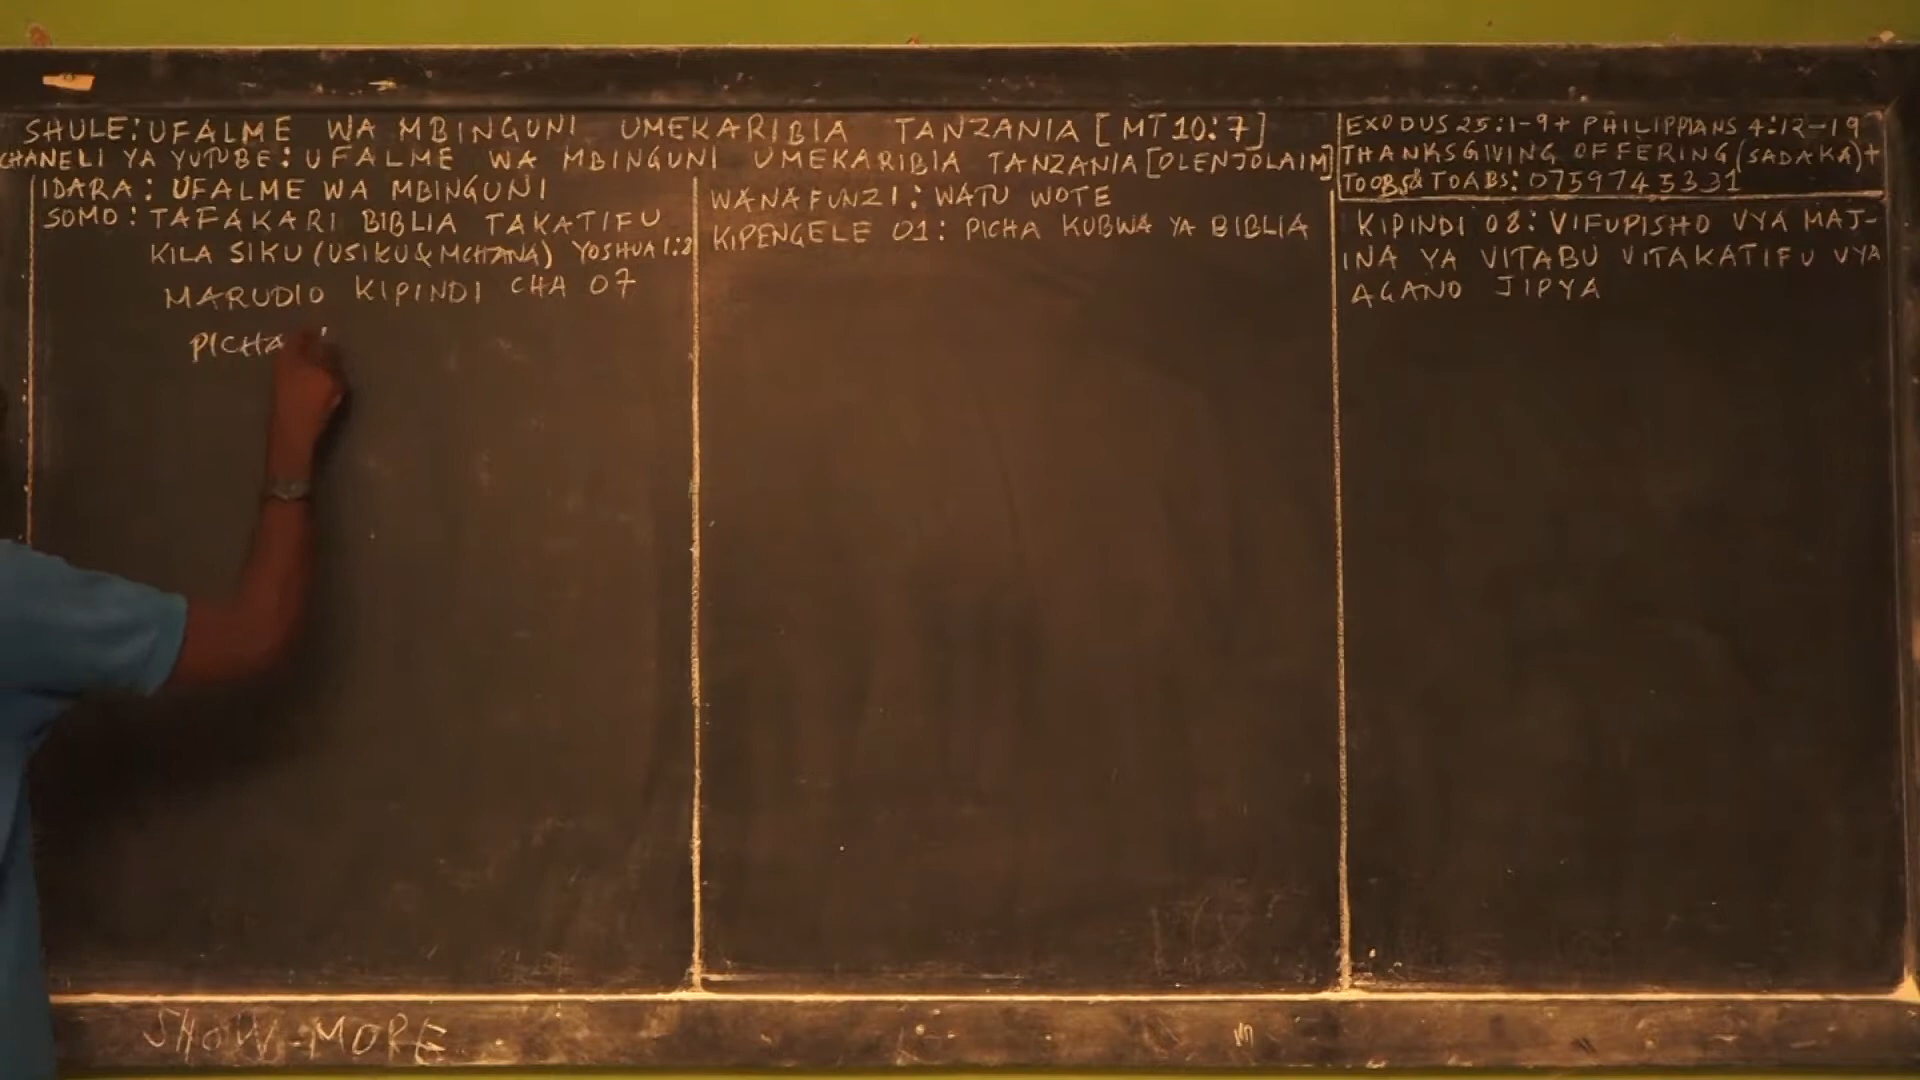 SHULE: UFALME WA MBINGUNI UMEKARIBIA TANZANIA [MT 10:7]
CHANELI YA YUTUBE: UFALME WA MBINGUNI UMEKARIBIA TANZANIA [OLENJOLAIM]
IDARA: UFALME WA MBINGUNI
SOMO: TAFAKARI BIBLIA TAKATIFU
KILA SIKU (USIKU & MCHANA) YOSHUA 1:8
MARUDIO KIPINDI CHA 07
PICHA
WANAFUNZI: WATU WOTE
KIPENGELE 01: PICHA KUBWA YA BIBLIA
EXODUS 25:1-9 + PHILIPPIANS 4:12-19
THANKSGIVING OFFERING (SADAKA) +
TOOBS & TOABS: 0759745331
KIPINDI 08: VIFUPISHO VYA MAJ-
INA YA VITABU VITAKATIFU VYA
AGANO JIPYA
SHOW MORE